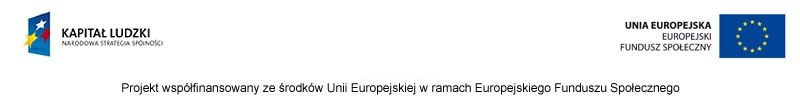 KAPITAŁ LUDZKI
NARODOWA STRATEGIA SPÓJNOŚCI
UNIA EUROPEJSKA
EUROPEJSKI
FUNDUSZ SPOŁECZNY
Projekt współfinansowany ze środków Unii Europejskiej w ramach Europejskiego Funduszu Społecznego